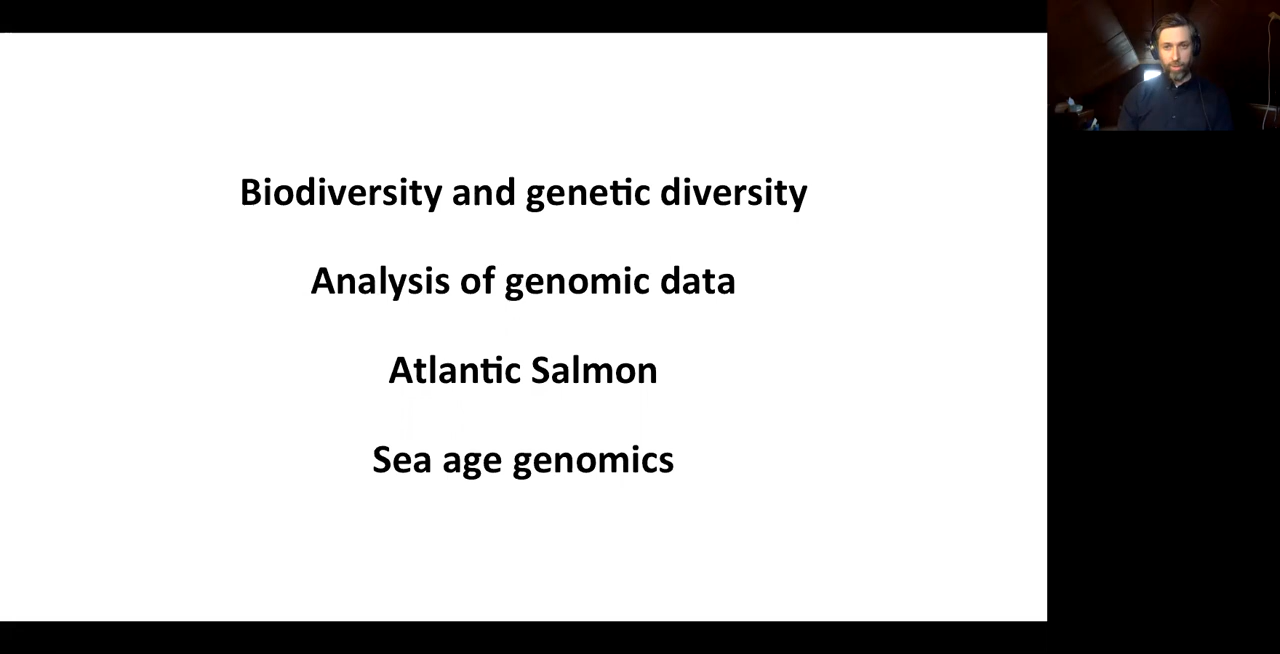 Biodiversity and genetic diversity
Analysis of genomic data
Atlantic Salmon
Sea age genomics